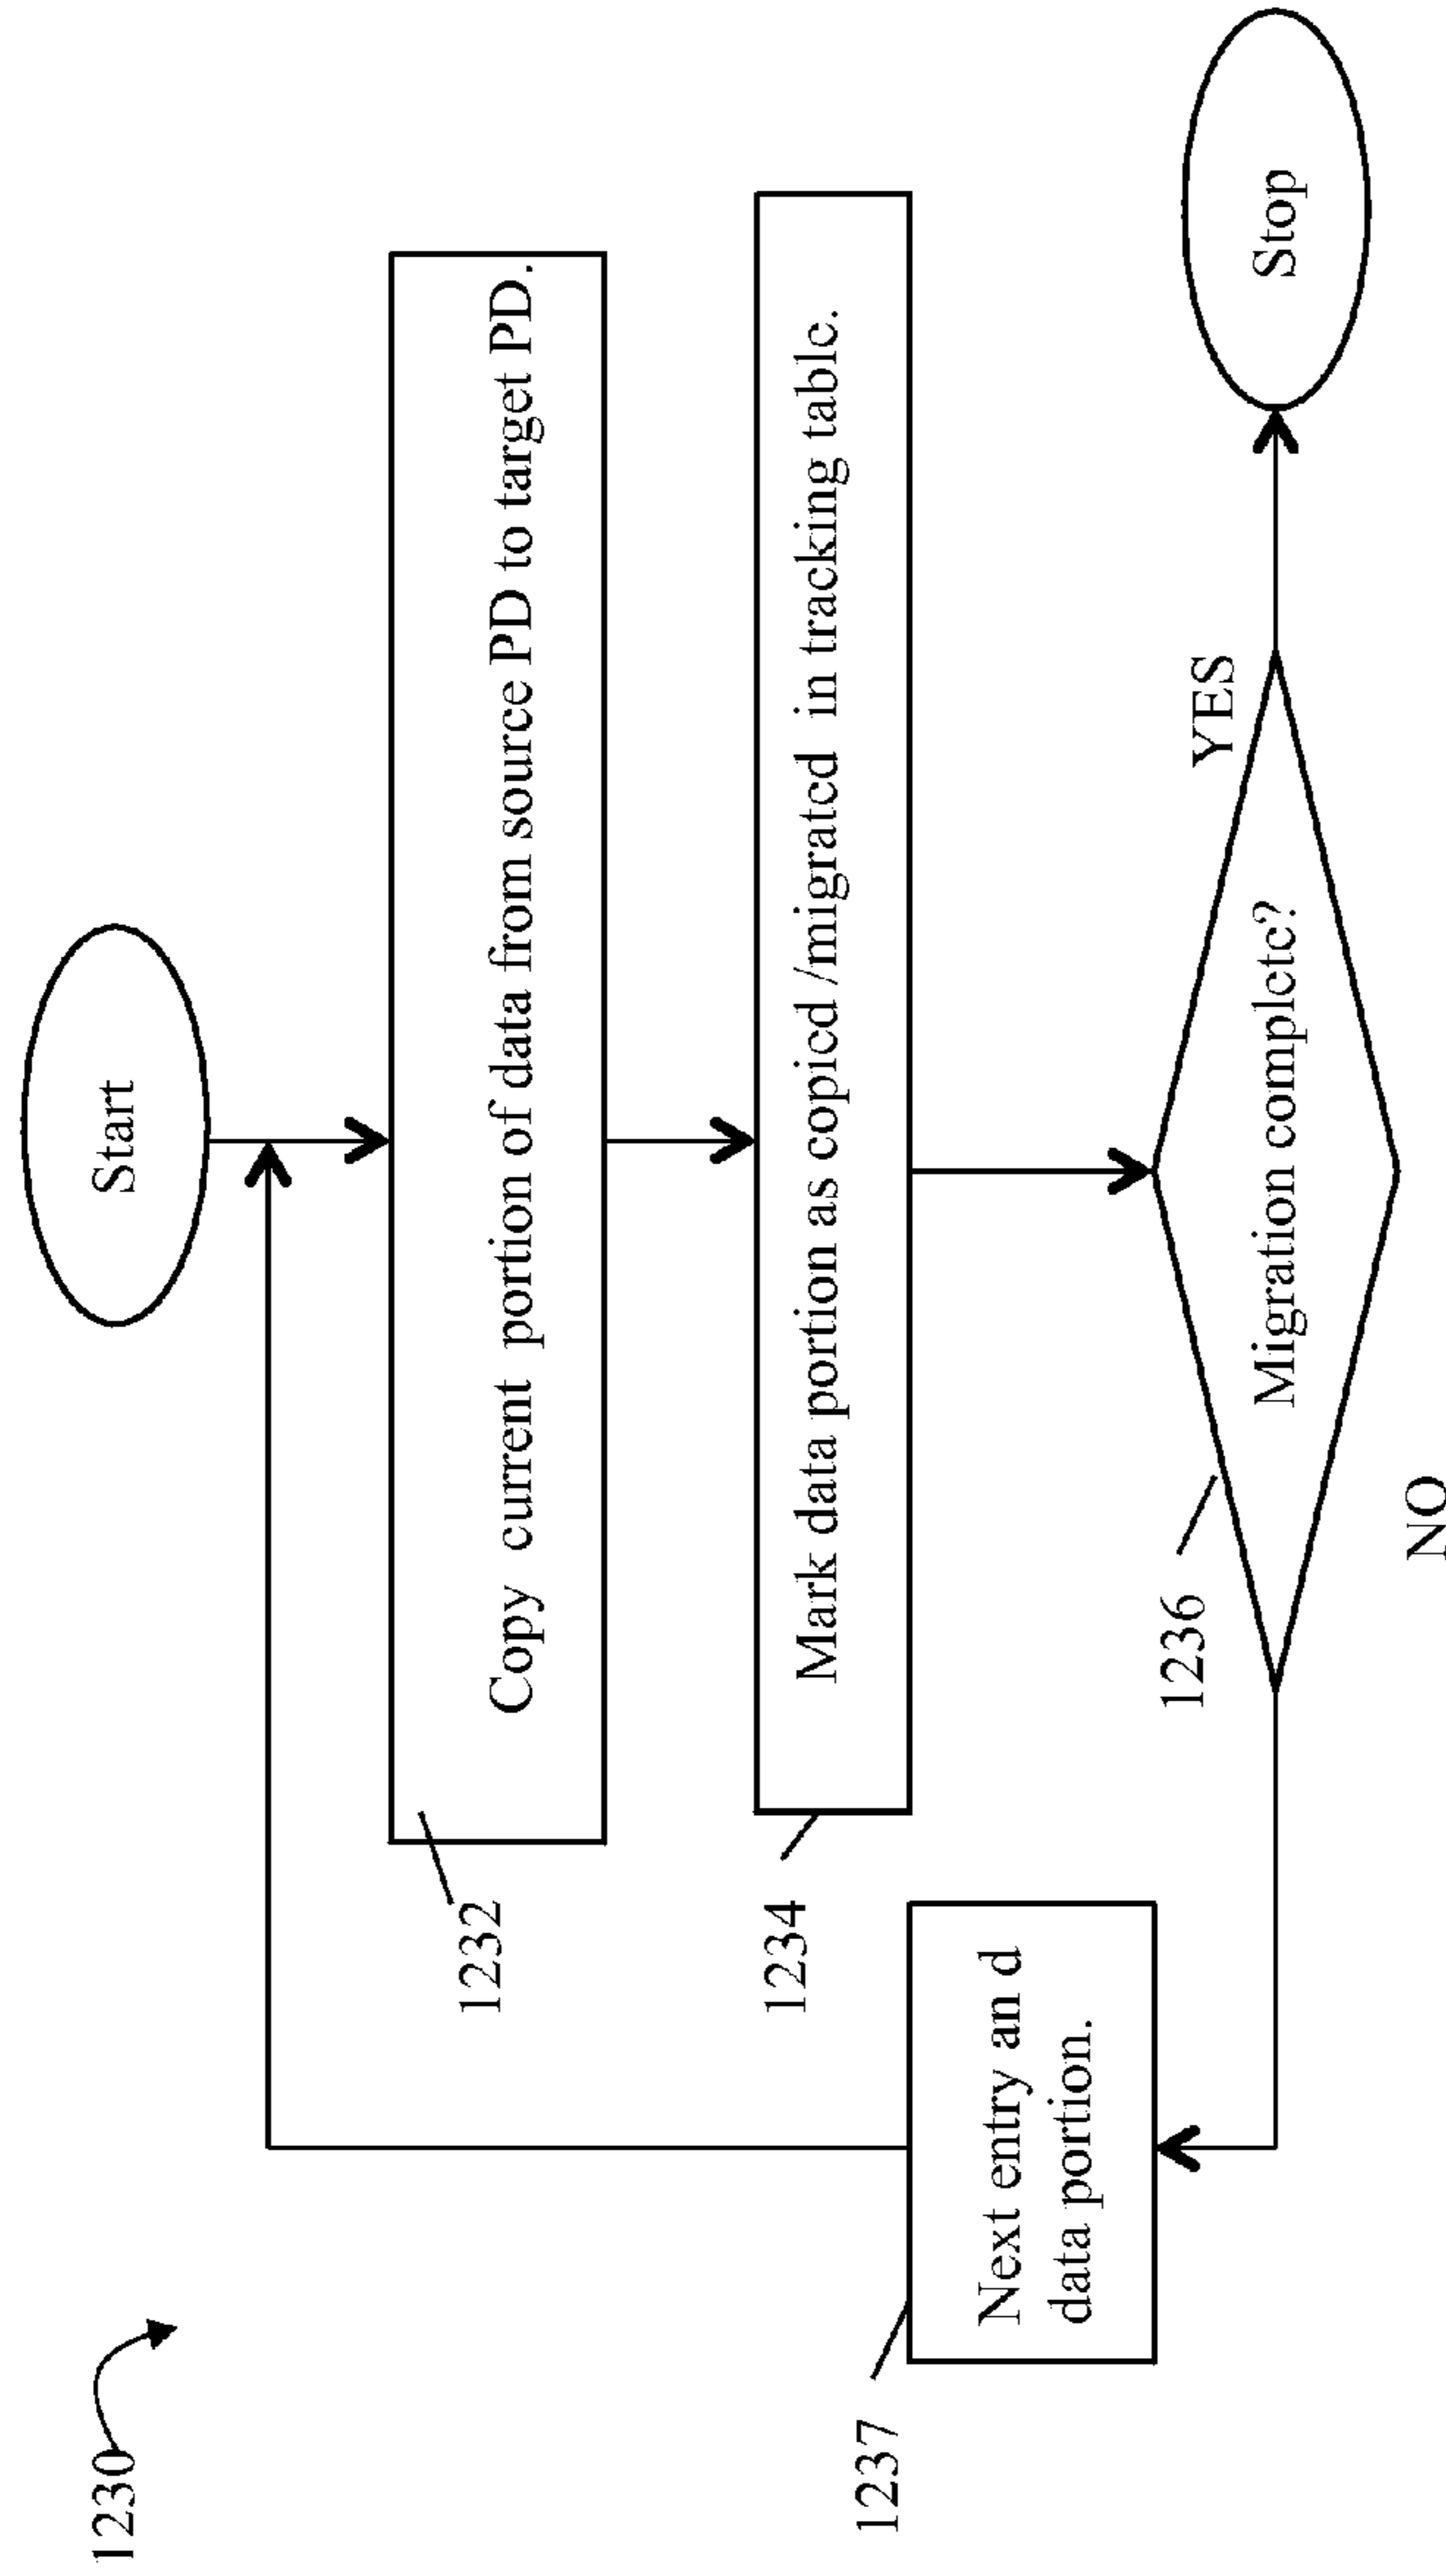 1230
Start
Copy current portion of data from source PD to target PD.
1232
Mark data portion as copied /migrated in tracking table.
1234
Next entry an d
data portion.
1237
1236
Migration complete?
YES
Stop
NO